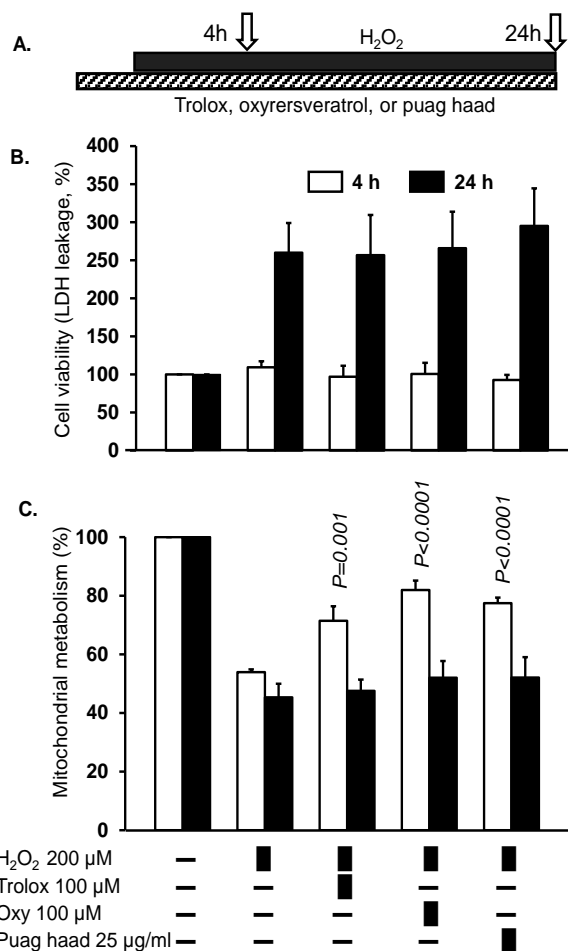 A.
4h H₂O₂ 24h
Trolox, oxyrersveratrol, or puag haad
B.
Cell viability (LDH leakage, %)
400
350
300
250
200
150
100
50
0
4 h 24 h
C.
Mitochondrial metabolism (%)
100
80
60
40
20
0
P=0.001
P<0.0001
P<0.0001
H₂O₂ 200 µM
Trolox 100 µM
Oxy 100 µM
Puag haad 25 µg/ml